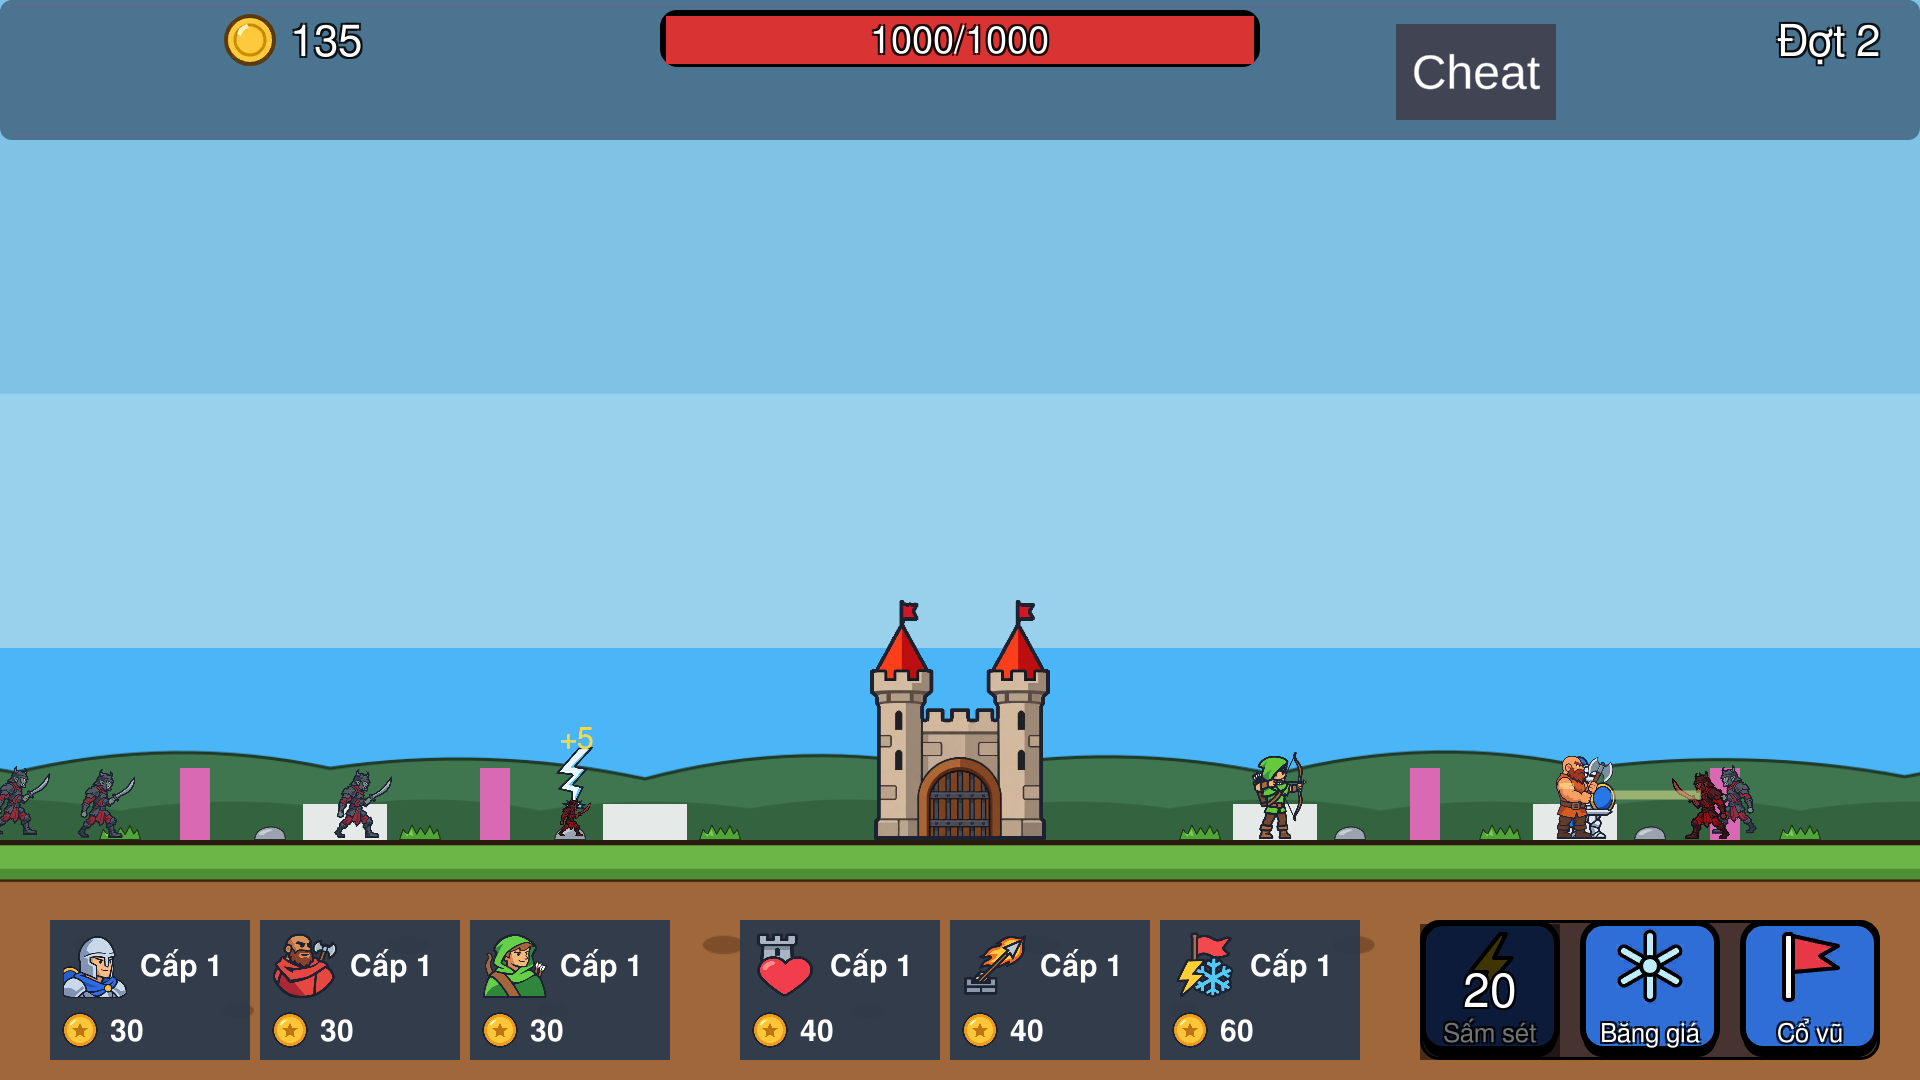 135
1000/1000
Cheat
Đợt 2
+5
Cấp 1
30
Cấp 1
30
Cấp 1
30
Cấp 1
40
Cấp 1
40
Cấp 1
60
20
Sấm sét
Băng giá
Cổ vũ